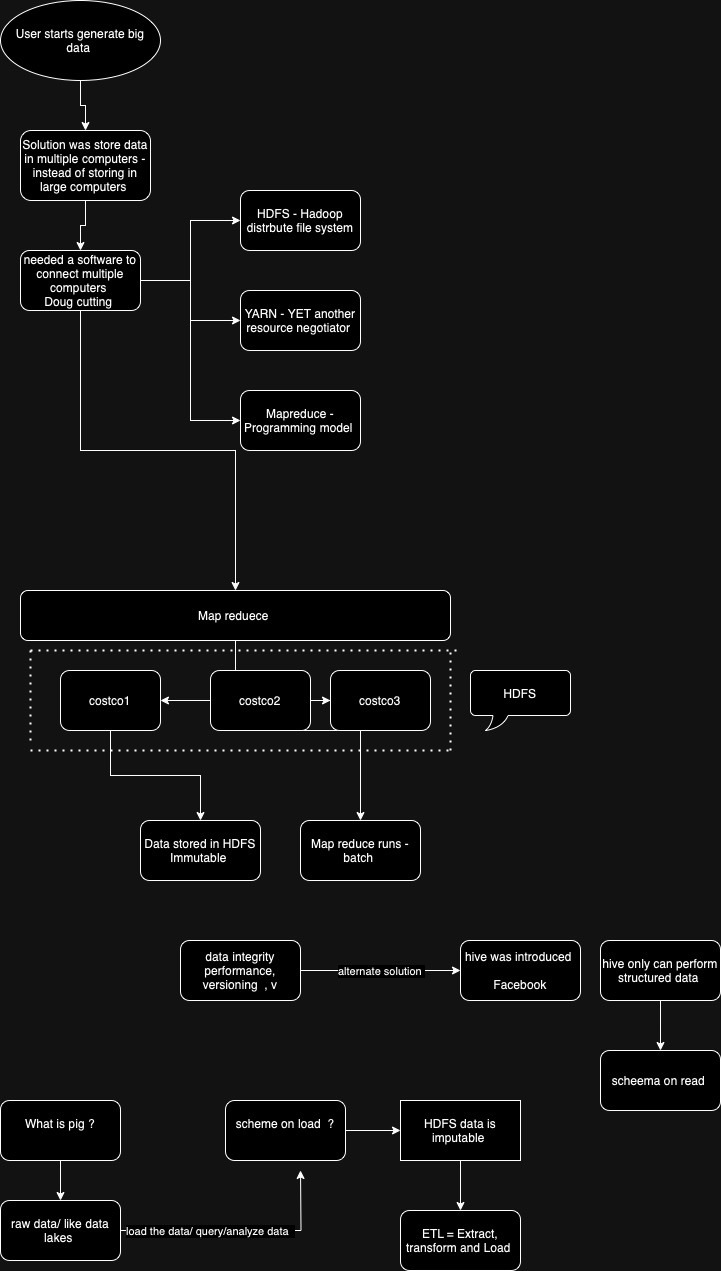 User starts generate big
data
Solution was store data
in multiple computers -
instead of storing in
large computers
needed a software to
connect multiple
computers
Doug cutting
HDFS - Hadoop
distrbute file system
YARN - YET another
resource negotiator
Mapreduce -
Programming model
Map reduece
costco1
costco2
costco3
HDFS
Data stored in HDFS
Immutable
Map reduce runs -
batch
data integrity
performance,
versioning , v
alternate solution
hive was introduced
Facebook
hive only can perform
structured data
scheema on read
What is pig ?
raw data/ like data
lakes
load the data/ query/analyze data
scheme on load ?
HDFS data is
imputable
ETL = Extract,
transform and Load